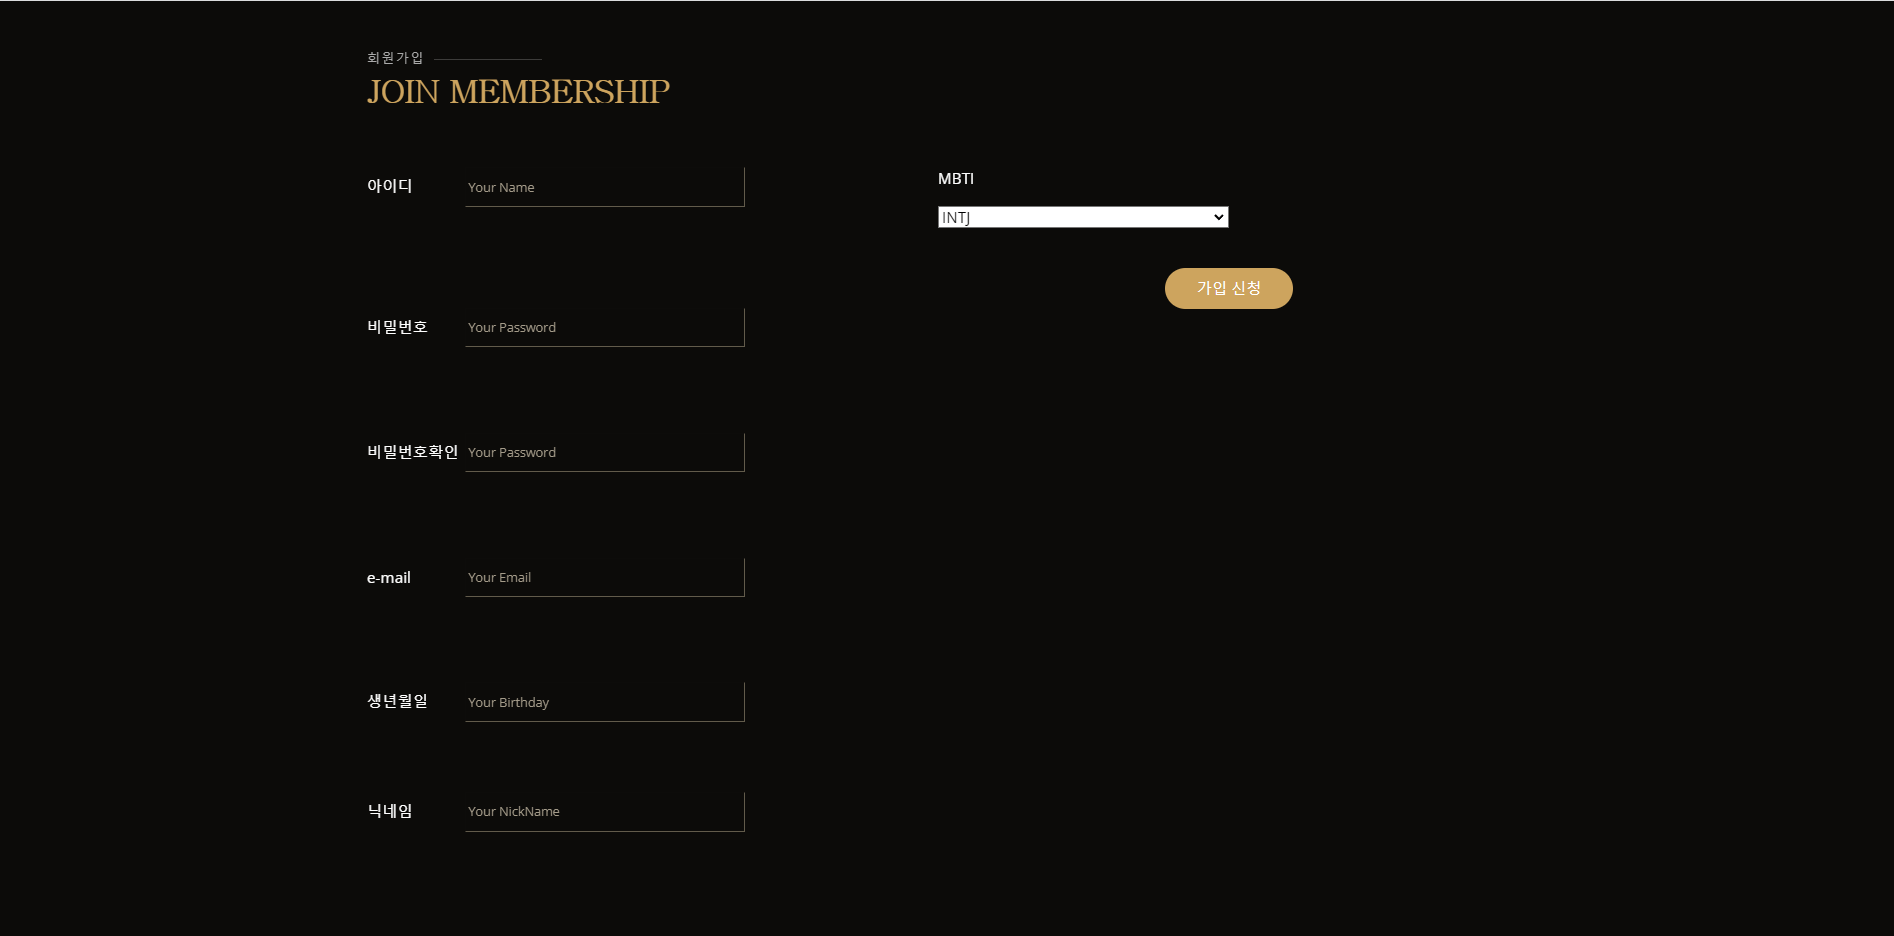 회원가입
JOIN MEMBERSHIP
아이디 Your Name
비밀번호 Your Password
비밀번호확인 Your Password
e-mail Your Email
생년월일 Your Birthday
닉네임 Your NickName
MBTI
INTJ
가입 신청